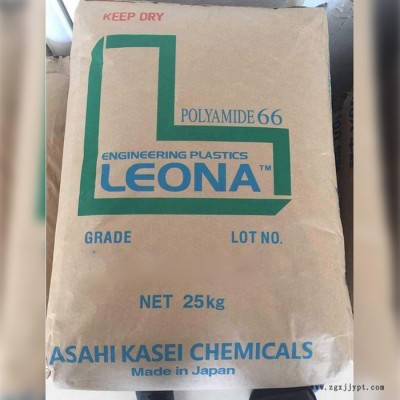 KEEP DRY
POLYAMIDE 66
ENGINEERING PLASTICS
LEONA™
GRADE LOT NO.
NET 25kg
ASAHI KASEI CHEMICALS
Made in Japan
www.zgzjjypt.com